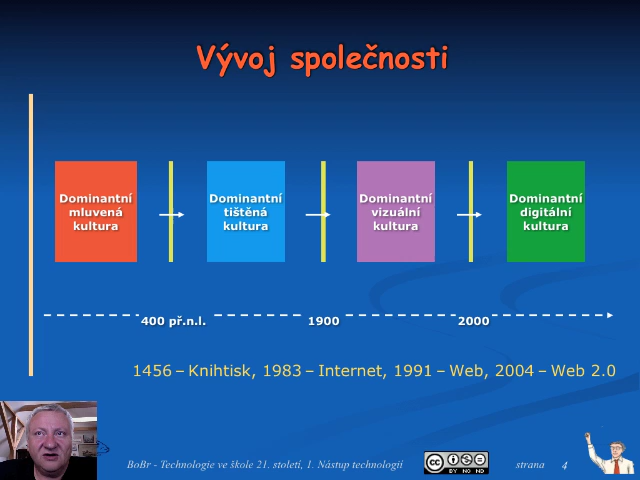 Vývoj společnosti
Dominantní
mluvená
kultura
Dominantní
tištěná
kultura
Dominantní
vizuální
kultura
Dominantní
digitální
kultura
400 př.n.l.
1900
2000
1456 – Knihtisk, 1983 – Internet, 1991 – Web, 2004 – Web 2.0
BoBr - Technologie ve škole 21. století, 1. Nástup technologií
cc
BY NO ND
strana 4